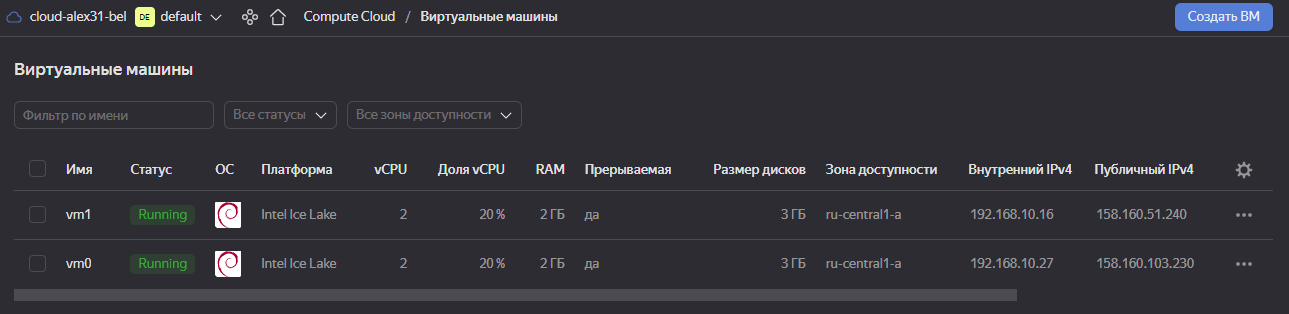 cloud-alex31-bel DE default Compute Cloud / Виртуальные машины Создать ВМ
Виртуальные машины
Фильтр по имени Все статусы Все зоны доступности
Имя Статус ОС Платформа vCPU Доля vCPU RAM Прерываемая Размер дисков Зона доступности Внутренний IPv4 Публичный IPv4
vm1 Running Intel Ice Lake 2 20 % 2 ГБ да 3 ГБ ru-central1-a 192.168.10.16 158.160.51.240
vm0 Running Intel Ice Lake 2 20 % 2 ГБ да 3 ГБ ru-central1-a 192.168.10.27 158.160.103.230